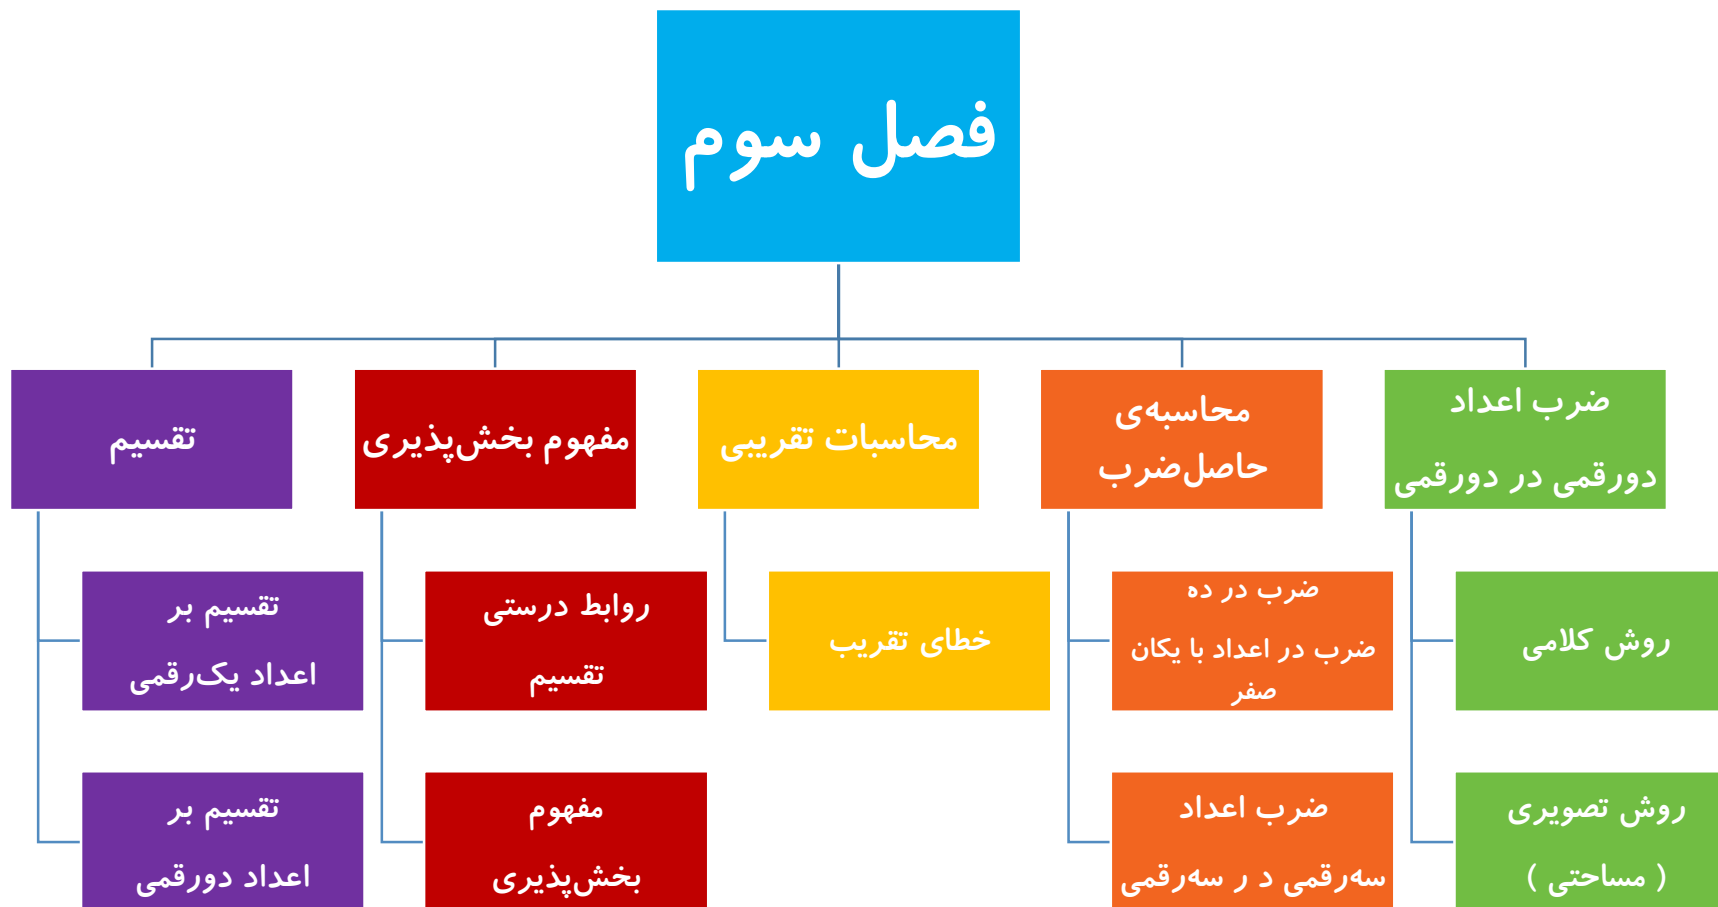 فصل سوم
ضرب اعداد
دورقمی در دورقمی
روش کلامی
روش تصویری
( مساحتی )
محاسبه‌ی
حاصل‌ضرب
ضرب در ده
ضرب در اعداد با یکان
صفر
ضرب اعداد
سه‌رقمی د ر سه‌رقمی
محاسبات تقریبی
خطای تقریب
مفهوم بخش‌پذیری
روابط درستی
تقسیم
مفهوم
بخش‌پذیری
تقسیم
تقسیم بر
اعداد یک‌رقمی
تقسیم بر
اعداد دورقمی